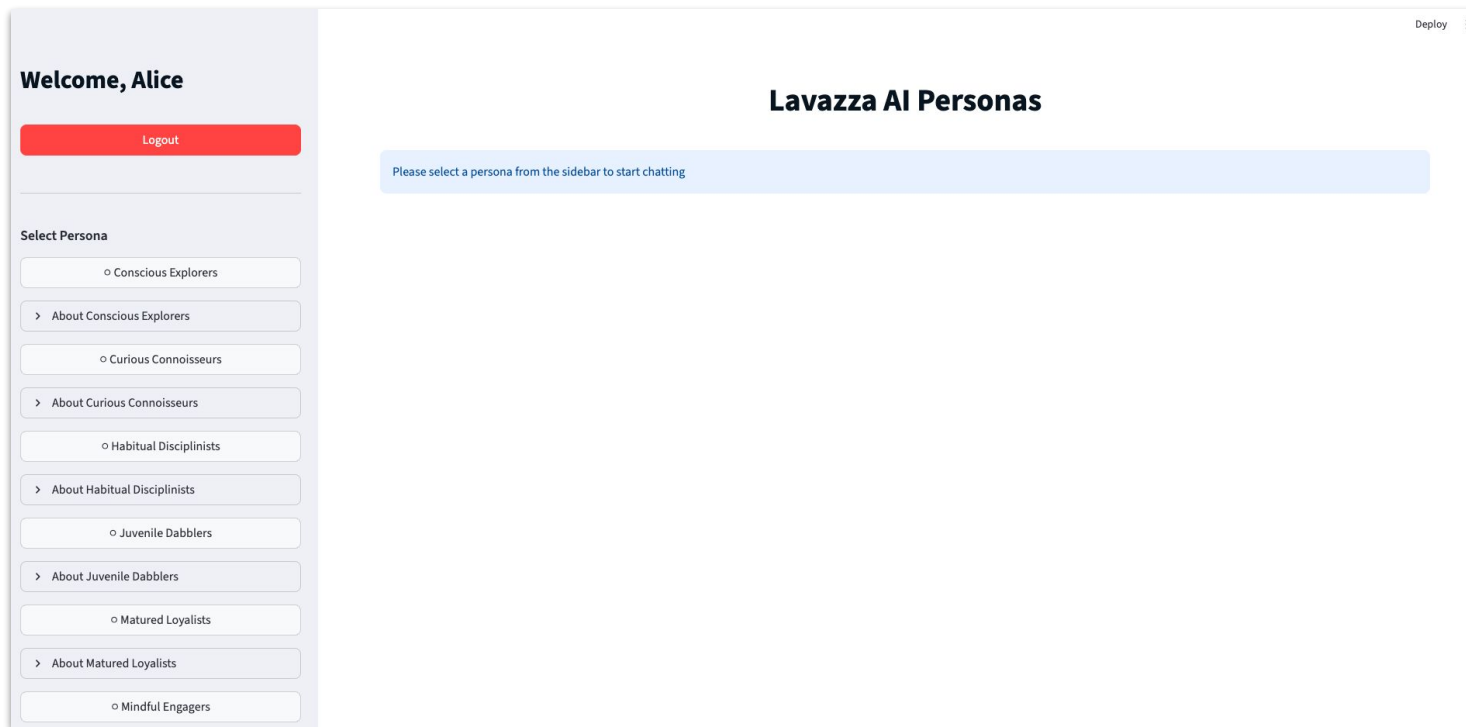 Deploy
Welcome, Alice
Logout
Select Persona
Conscious Explorers
About Conscious Explorers
Curious Connoisseurs
About Curious Connoisseurs
Habitual Disciplinists
About Habitual Disciplinists
Juvenile Dabblers
About Juvenile Dabblers
Matured Loyalists
About Matured Loyalists
Mindful Engagers
Lavazza AI Personas
Please select a persona from the sidebar to start chatting